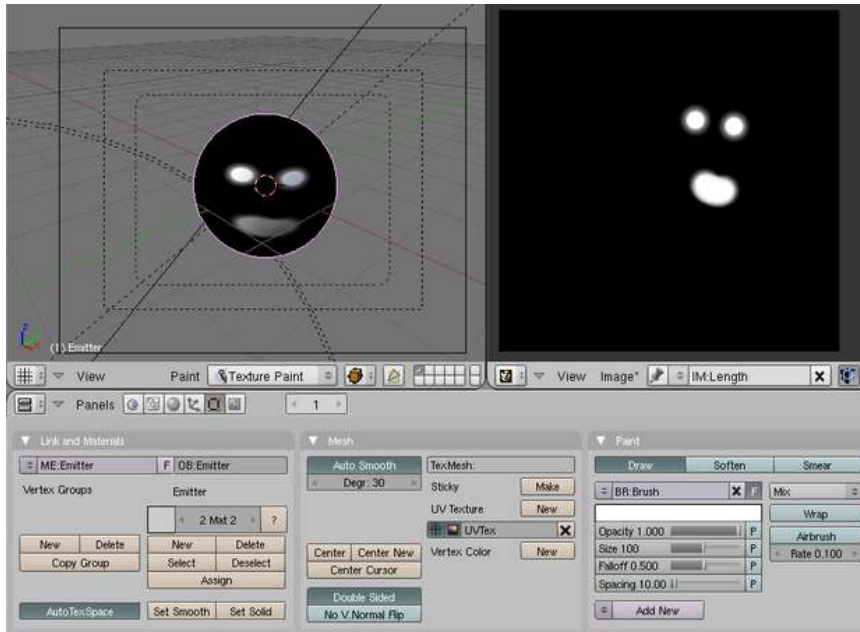 (1) Emitter
View Paint Texture Paint
View Image* IM:Length X
Panels 1
Link and Materials
ME:Emitter F OB:Emitter
Vertex Groups Emitter
2 Mat 2 ?
New Delete New Delete
Copy Group Select Deselect
Assign
AutoTexSpace Set Smooth Set Solid
Mesh
Auto Smooth TexMesh:
Degr: 30 Sticky Make
UV Texture New
UVTex X
Center Center New Vertex Color New
Center Cursor
Double Sided
No V.Normal Flip
Paint
Draw Soften Smear
BR:Brush X F Mix
Wrap
Opacity 1.000 P Airbrush
Size 100 P Rate 0.100
Falloff 0.500 P
Spacing 10.00 P
Add New